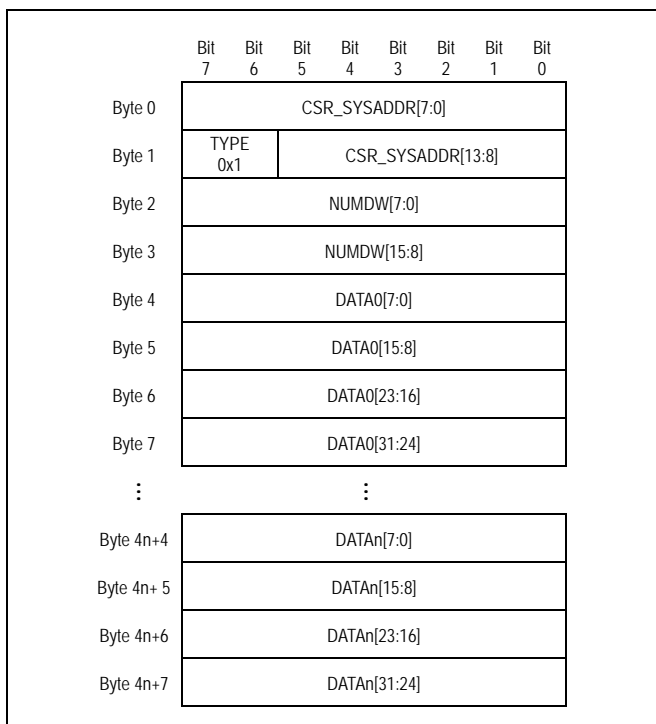 Bit Bit Bit Bit Bit Bit Bit Bit
7 6 5 4 3 2 1 0
Byte 0 CSR_SYSADDR[7:0]
Byte 1 TYPE 0x1 CSR_SYSADDR[13:8]
Byte 2 NUMDW[7:0]
Byte 3 NUMDW[15:8]
Byte 4 DATA0[7:0]
Byte 5 DATA0[15:8]
Byte 6 DATA0[23:16]
Byte 7 DATA0[31:24]
⋮ ⋮
Byte 4n+4 DATAn[7:0]
Byte 4n+ 5 DATAn[15:8]
Byte 4n+6 DATAn[23:16]
Byte 4n+7 DATAn[31:24]